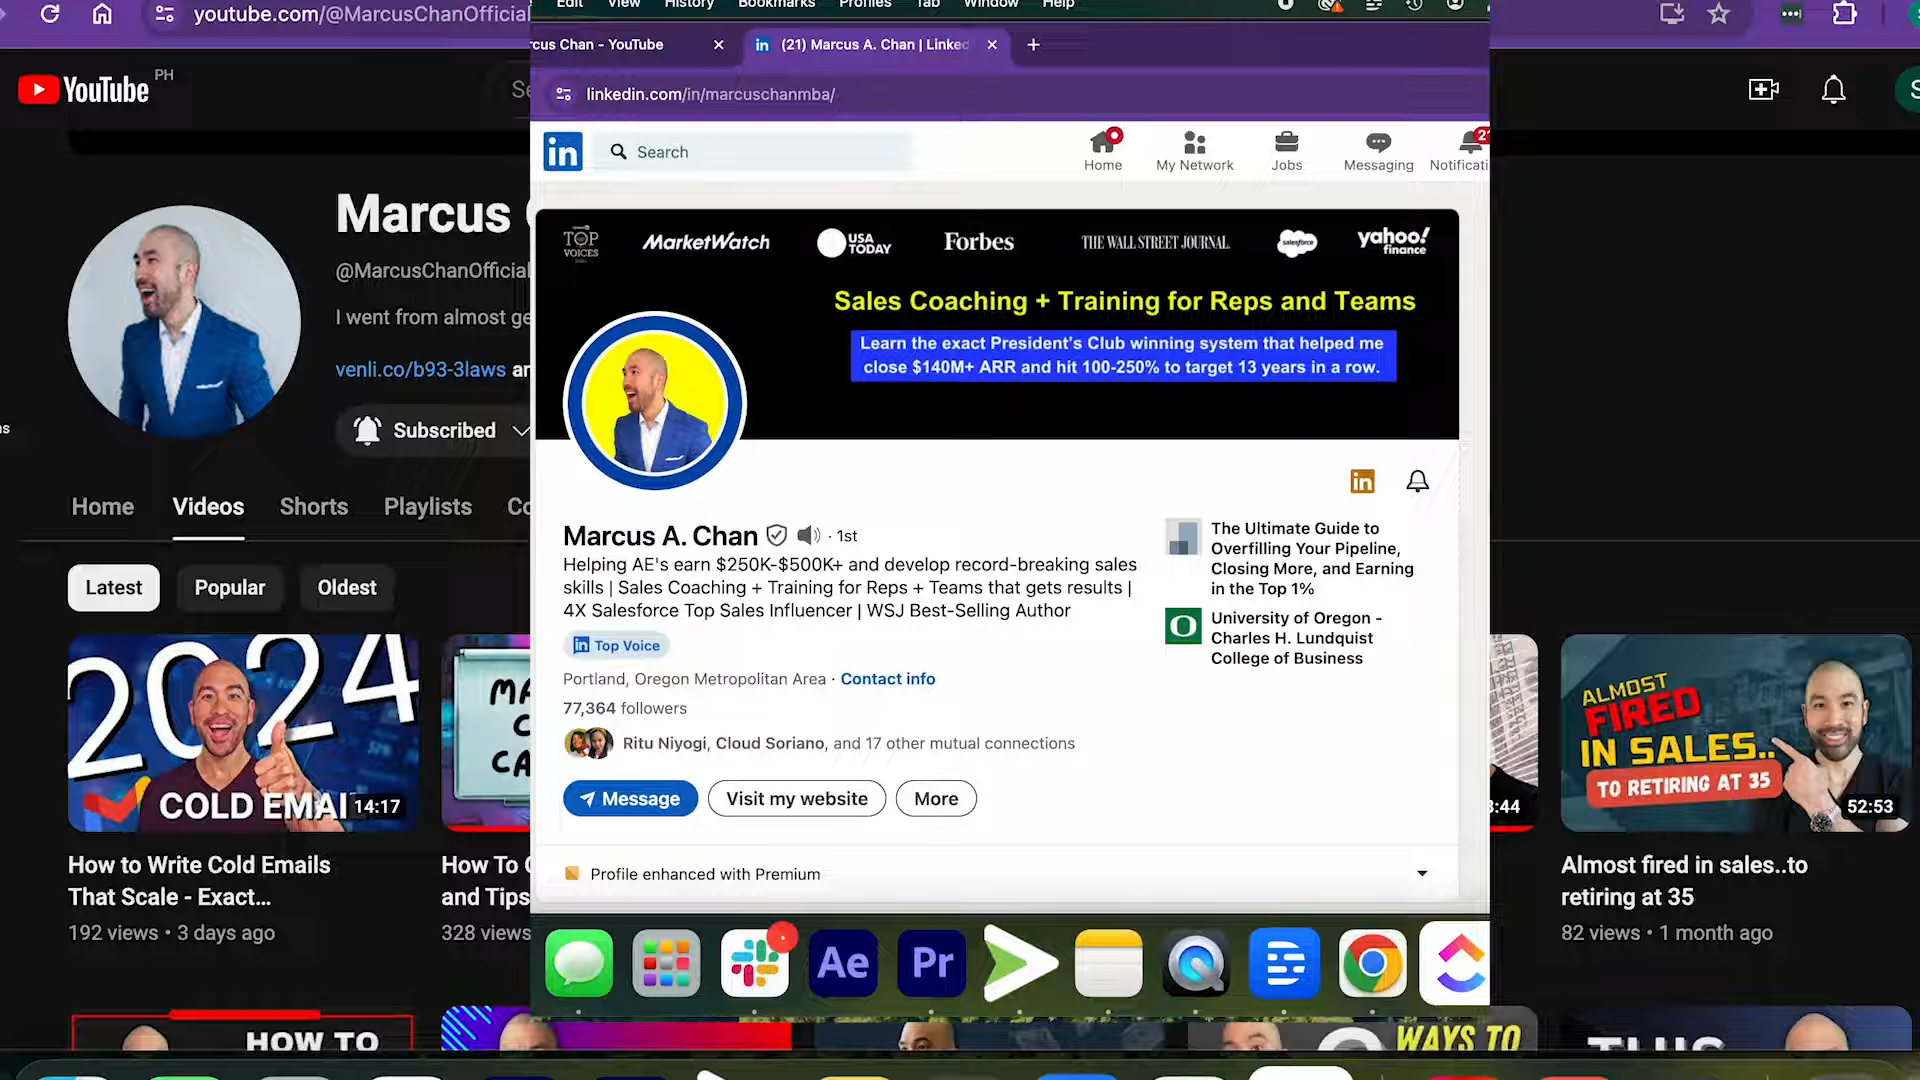 youtube.com/@MarcusChanOfficial
YouTube PH
Marcus
@MarcusChanOfficial
I went from almost ge
venli.co/b93-3laws an
Subscribed
Home Videos Shorts Playlists Co
Latest Popular Oldest
2024
COLD EMAI 14:17
How to Write Cold Emails
That Scale - Exact...
192 views • 3 days ago
How To
and Tips
328 views
HOW TO
Edit View History Bookmarks Profiles Tab Window Help
rcus Chan - YouTube
(21) Marcus A. Chan | Linked
linkedin.com/in/marcuschanmba/
in Search
Home My Network Jobs Messaging Notificati
21
TOP VOICES
MarketWatch
USA TODAY
Forbes
THE WALL STREET JOURNAL.
salesforce
yahoo! finance
Sales Coaching + Training for Reps and Teams
Learn the exact President's Club winning system that helped me
close $140M+ ARR and hit 100-250% to target 13 years in a row.
Marcus A. Chan · 1st
Helping AE's earn $250K-$500K+ and develop record-breaking sales
skills | Sales Coaching + Training for Reps + Teams that gets results |
4X Salesforce Top Sales Influencer | WSJ Best-Selling Author
in Top Voice
Portland, Oregon Metropolitan Area · Contact info
77,364 followers
Ritu Niyogi, Cloud Soriano, and 17 other mutual connections
Message Visit my website More
Profile enhanced with Premium
The Ultimate Guide to
Overfilling Your Pipeline,
Closing More, and Earning
in the Top 1%
University of Oregon -
Charles H. Lundquist
College of Business
Ae Pr
:44
ALMOST
FIRED
IN SALES..
TO RETIRING AT 35
52:53
Almost fired in sales..to
retiring at 35
82 views • 1 month ago
WAYS TO
THIS